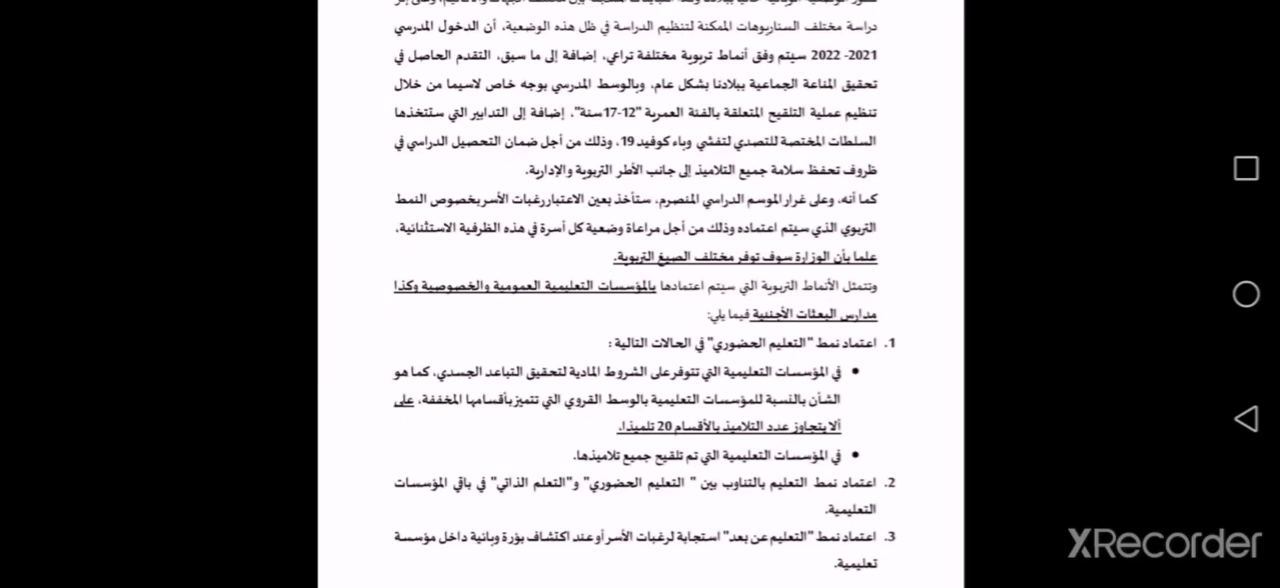 دراسة مختلف السناريوهات الممكنة لتنظيم الدراسة في ظل هذه الوضعية، أن الدخول المدرسي
2021- 2022 سيتم وفق أنماط تربوية مختلفة تراعي، إضافة إلى ما سبق، التقدم الحاصل في
تحقيق المناعة الجماعية ببلادنا بشكل عام، وبالوسط المدرسي بوجه خاص لاسيما من خلال
تنظيم عملية التلقيح المتعلقة بالفئة العمرية "12-17سنة"، إضافة إلى التدابير التي ستتخذها
السلطات المختصة للتصدي لتفشي وباء كوفيد 19، وذلك من أجل ضمان التحصيل الدراسي في
ظروف تحفظ سلامة جميع التلاميذ إلى جانب الأطر التربوية والإدارية.
كما أنه، وعلى غرار الموسم الدراسي المنصرم، ستأخذ بعين الاعتبار رغبات الأسر بخصوص النمط
التربوي الذي سيتم اعتماده وذلك من أجل مراعاة وضعية كل أسرة في هذه الظرفية الاستثنائية،
علما بأن الوزارة سوف توفر مختلف الصيغ التربوية.
وتتمثل الأنماط التربوية التي سيتم اعتمادها بالمؤسسات التعليمية العمومية والخصوصية وكذا
مدارس البعثات الأجنبية فيما يلي:
1. اعتماد نمط "التعليم الحضوري" في الحالات التالية :
• في المؤسسات التعليمية التي تتوفر على الشروط المادية لتحقيق التباعد الجسدي، كما هو
الشأن بالنسبة للمؤسسات التعليمية بالوسط القروي التي تتميز بأقسامها المخففة، على
ألا يتجاوز عدد التلاميذ بالأقسام 20 تلميذا.
• في المؤسسات التعليمية التي تم تلقيح جميع تلاميذها.
2. اعتماد نمط التعليم بالتناوب بين " التعليم الحضوري" و"التعلم الذاتي" في باقي المؤسسات
التعليمية.
3. اعتماد نمط "التعليم عن بعد" استجابة لرغبات الأسر أو عند اكتشاف بؤرة وبائية داخل مؤسسة
تعليمية.
XRecorder